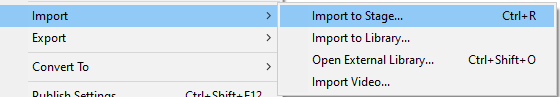 Import >
Export >
Convert To >
Publish Settings... Ctrl+Shift+F12
Import to Stage... Ctrl+R
Import to Library...
Open External Library... Ctrl+Shift+O
Import Video...